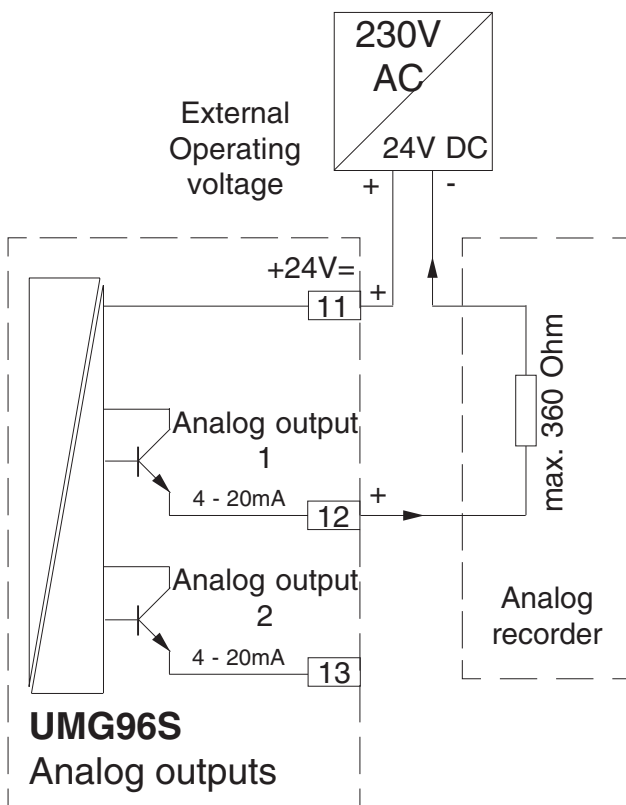 230V
AC
24V DC
External
Operating
voltage
+
-
+24V=
+
11
max. 360 Ohm
Analog output
1
4 - 20mA
+
12
Analog output
2
4 - 20mA
13
Analog
recorder
UMG96S
Analog outputs